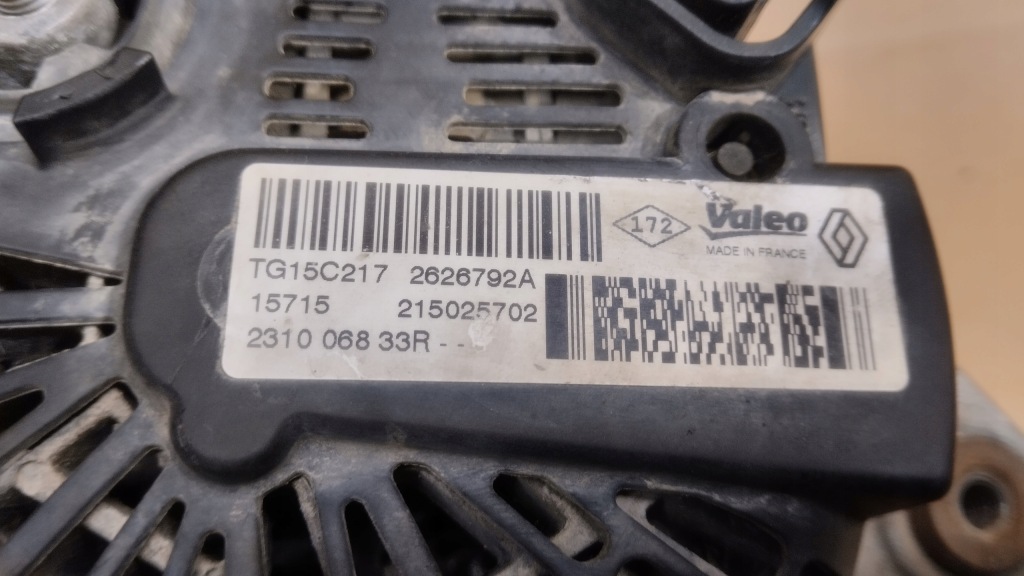 172
Valeo
MADE IN FRANCE
TG15C217 2626792A
15715 215025702
2310 068 33R - -